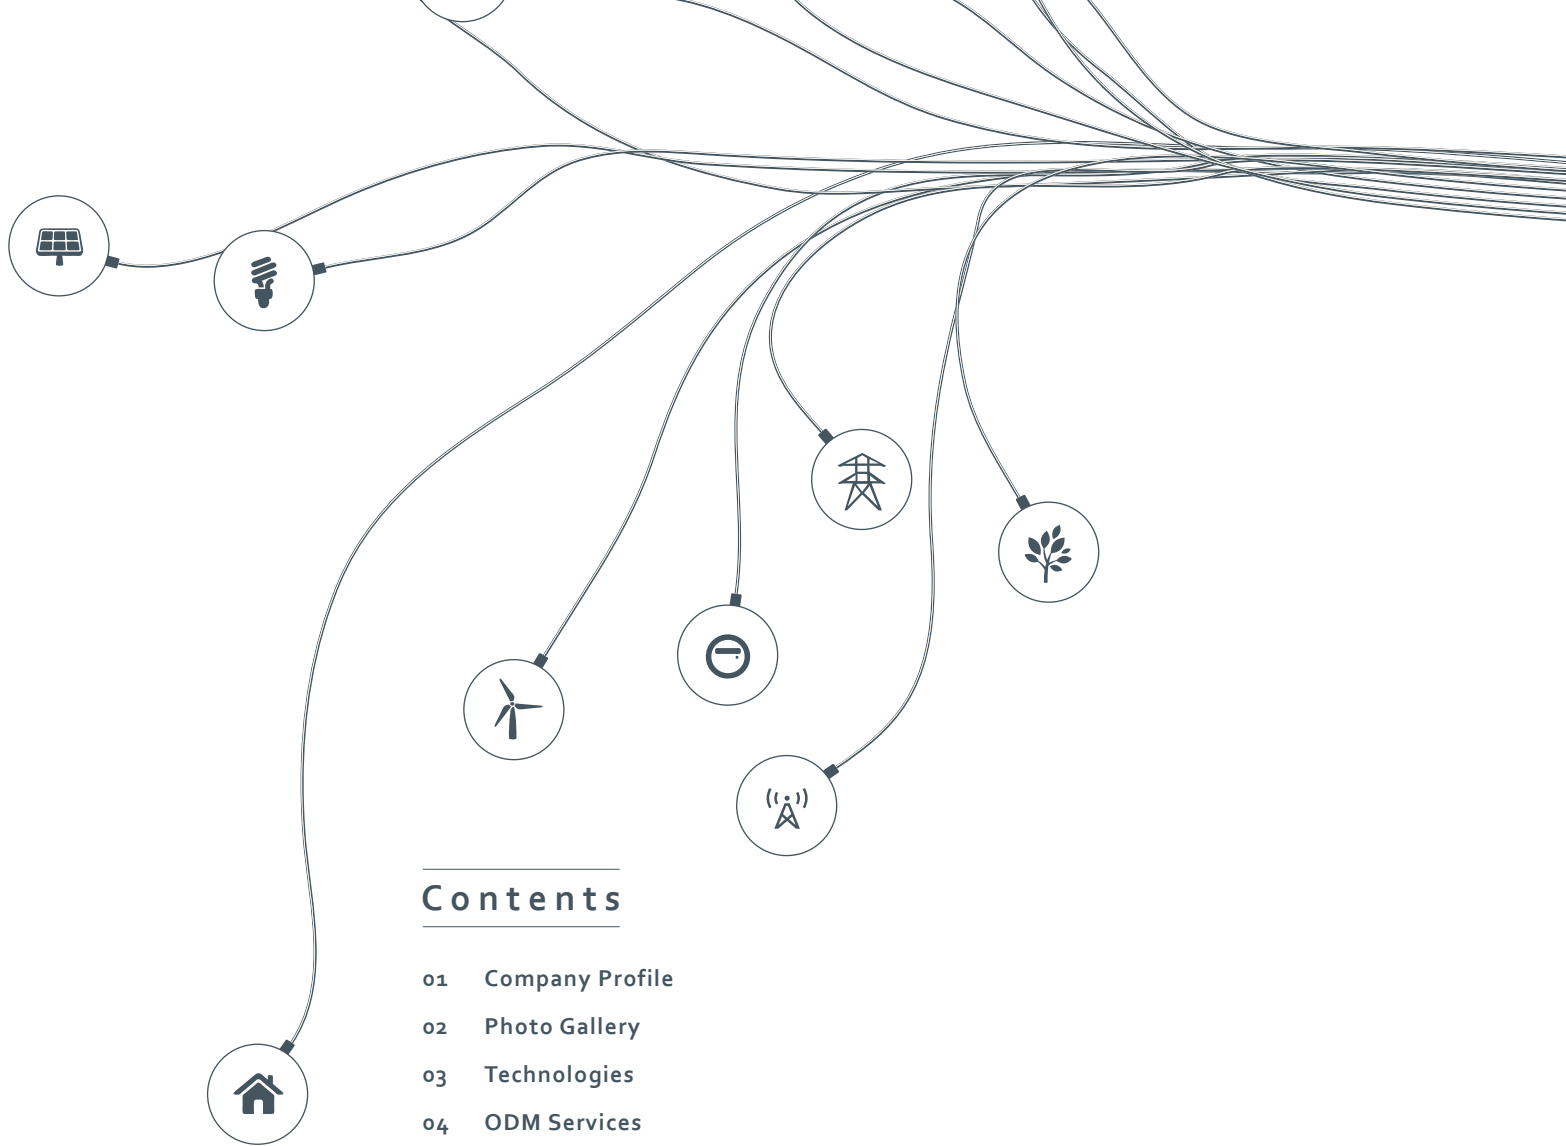 Contents
01 Company Profile
02 Photo Gallery
03 Technologies
04 ODM Services